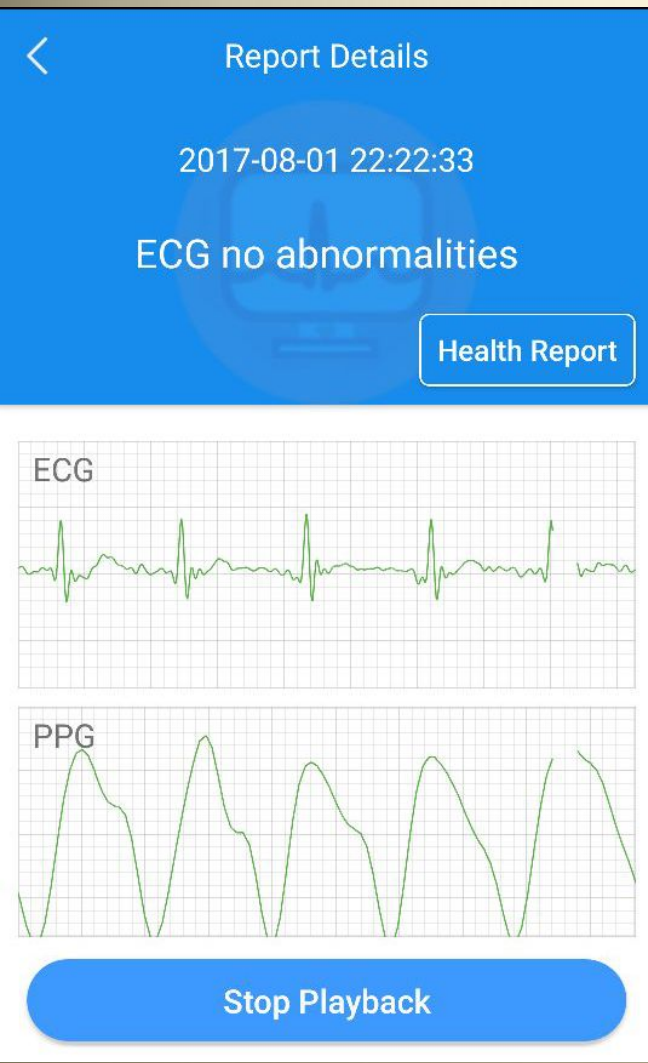 Report Details
2017-08-01 22:22:33
ECG no abnormalities
Health Report
ECG
PPG
Stop Playback